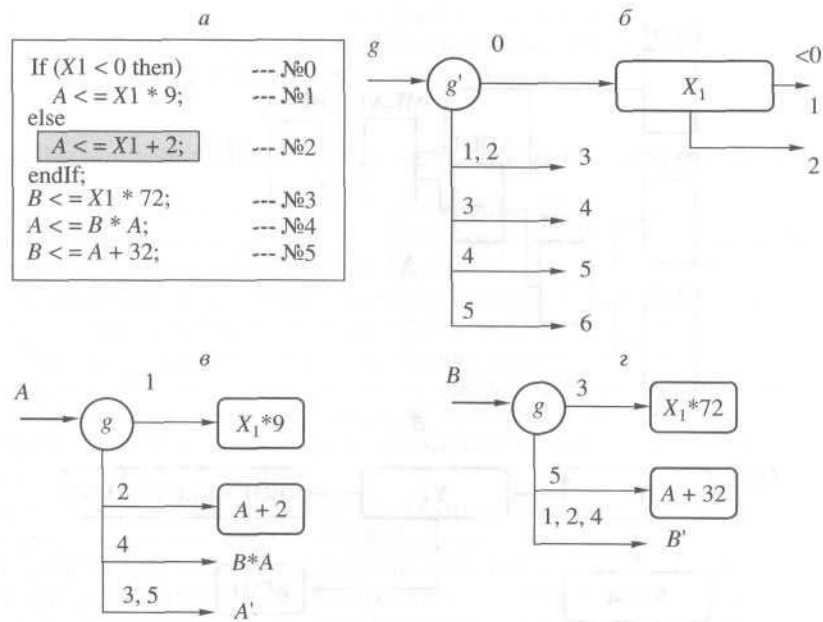 а
If (X1 < 0 then) --- №0
A < = X1 * 9; --- №1
else
A < = X1 + 2; --- №2
endIf;
B < = X1 * 72; --- №3
A < = B * A; --- №4
B < = A + 32; --- №5
б
g
g'
0
X₁
<0
1
2
1, 2
3
3
4
4
5
5
6
в
A
g
1
X₁*9
2
A + 2
4
B*A
3, 5
A'
г
B
g
3
X₁*72
5
A + 32
1, 2, 4
B'